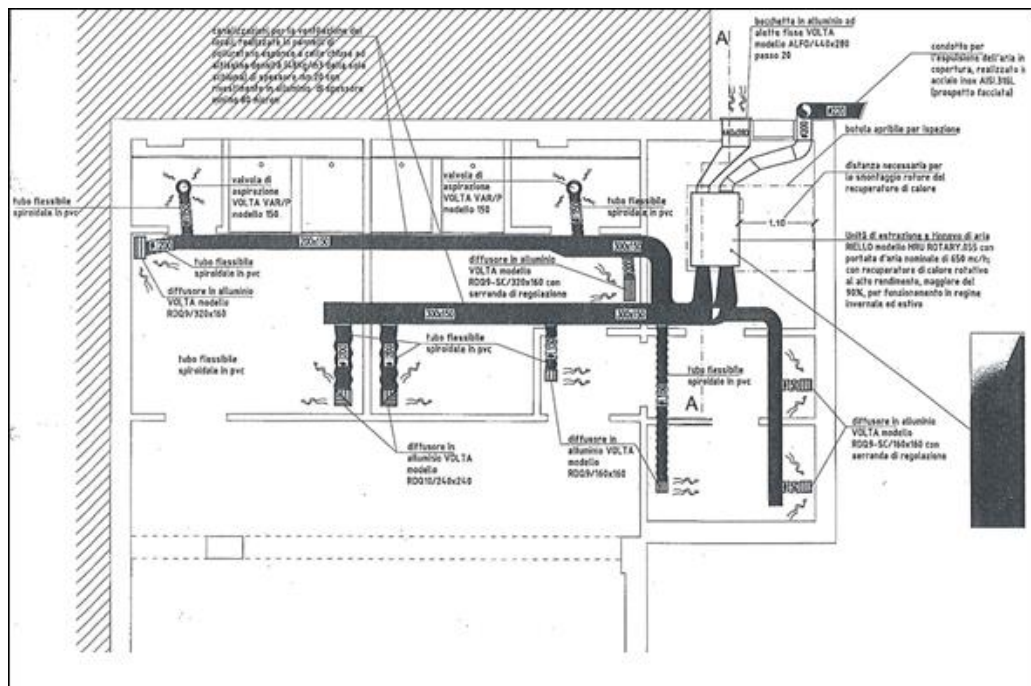 canalizzazioni per la ventilazione dei
locali, realizzate in pannelli di
poliuretano espanso a celle chiuse ad
altissima densità (48kg/m3 della sola
schiuma) di spessore mm 20 con
rivestimento in alluminio di spessore
minimo 80 micron
bocchetta in alluminio ad
alette fisse VOLTA
modello ALFO/440x280
passo 20
A
condotto per
l'espulsione dell'aria in
copertura, realizzato in
acciaio inox AISI.316L
(prospetto facciata)
botola apribile per ispezione
distanza necessaria per
lo smontaggio rotore del
recuperatore di calore
1.10
Unità di estrazione e rinnovo di aria
RIELLO modello HRU ROTARY.055 con
portata d'aria nominale di 650 mc/h;
con recuperatore di calore rotativo
al alto rendimento, maggiore del
90%, per funzionamento in regime
invernale ed estivo
tubo flessibile
spiroidale in pvc
valvola di
aspirazione
VOLTA VAR/P
modello 150
valvola di
aspirazione
VOLTA VAR/P
modello 150
tubo flessibile
spiroidale in pvc
tubo flessibile
spiroidale in pvc
diffusore in alluminio
VOLTA modello
RDQ9/320x160
diffusore in alluminio
VOLTA modello
RDQ9-SC/320x160 con
serranda di regolazione
300x150
300x150
tubo flessibile
spiroidale in pvc
tubo flessibile
spiroidale in pvc
tubo flessibile
spiroidale in pvc
A
diffusore in
alluminio VOLTA
modello
RDQ10/240x240
diffusore in
alluminio VOLTA
modello
RDQ9/160x160
diffusore in alluminio
VOLTA modello
RDQ9-SC/160x160 con
serranda di regolazione